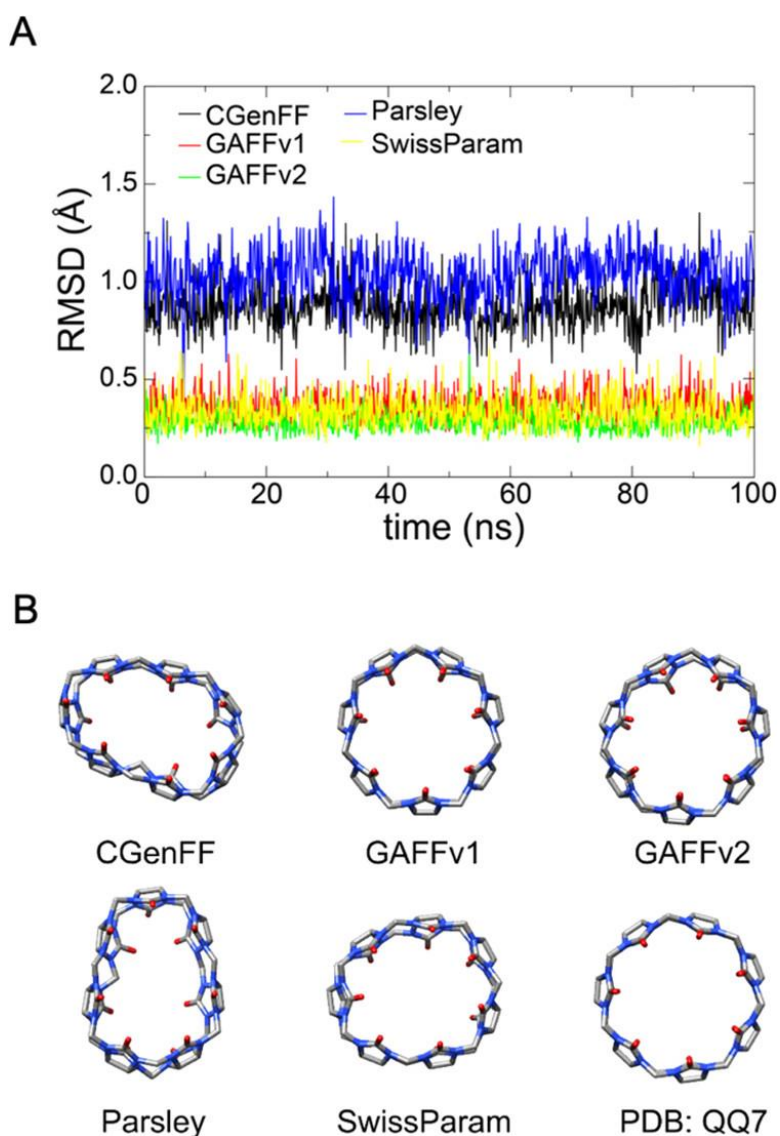 A
2.0
1.5
1.0
0.5
0.0
RMSD (Å)
CGenFF
GAFFv1
GAFFv2
Parsley
SwissParam
0 20 40 60 80 100
time (ns)
B
CGenFF GAFFv1 GAFFv2
Parsley SwissParam PDB: QQ7